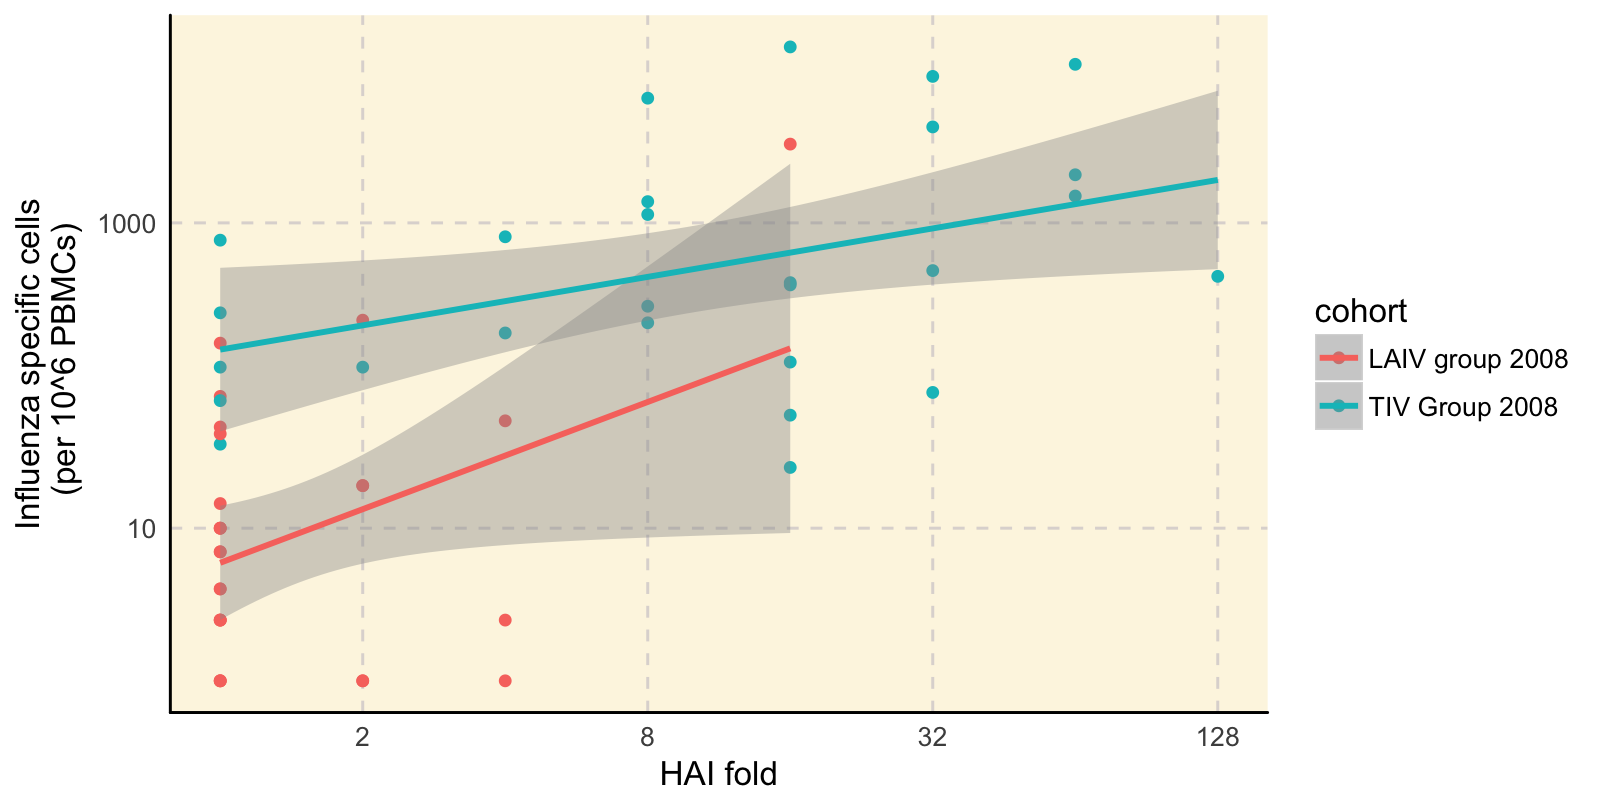 Influenza specific cells
(per 10^6 PBMCs)
1000
10
2
8
32
128
HAI fold
cohort
LAIV group 2008
TIV Group 2008